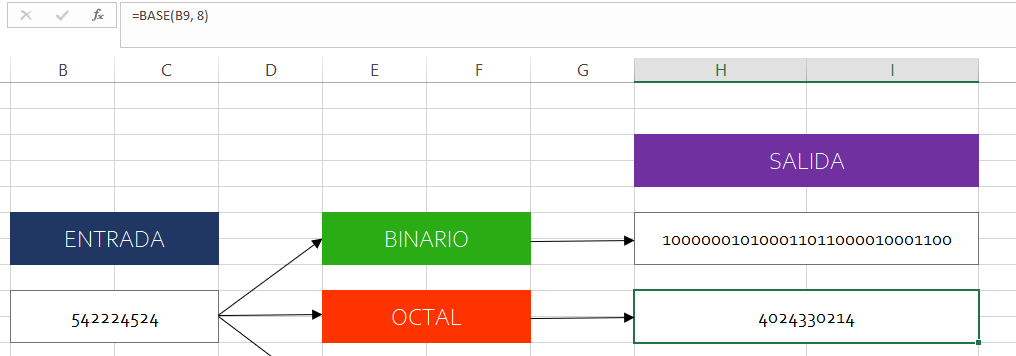 =BASE(B9, 8)
B C D E F G H I
SALIDA
ENTRADA BINARIO 100000010100011011000010001100
542224524 OCTAL 4024330214